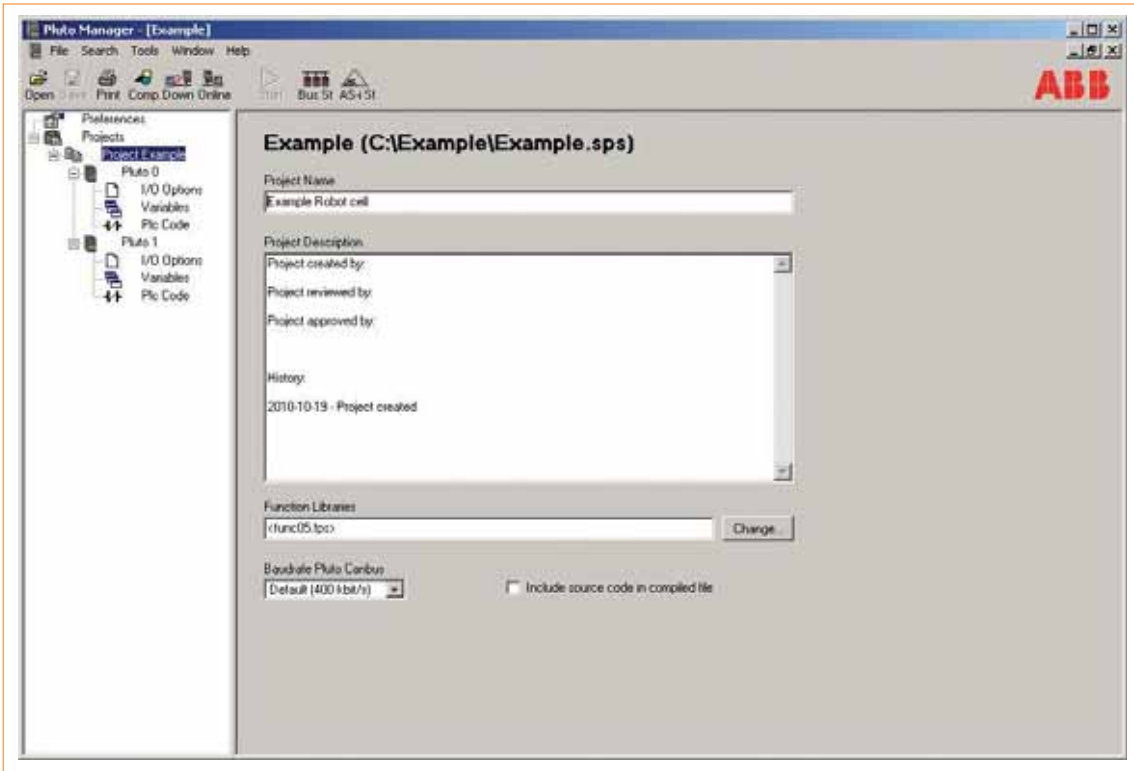 Pluto Manager - [Example]
File Search Tools Window Help
Open Save Print Comp. Down Online Start Bus St AS-i St
ABB
Preferences
Projects
Project Example
Pluto 0
I/O Options
Variables
Plc Code
Pluto 1
I/O Options
Variables
Plc Code
Example (C:\Example\Example.sps)
Project Name
Example Robot cell
Project Description
Project created by:
Project reviewed by:
Project approved by:
History:
2010-10-19 - Project created
Function Libraries
<func05.fps>
Change...
Baudrate Pluto Canbus
Default (400 kbit/s)
Include source code in compiled file